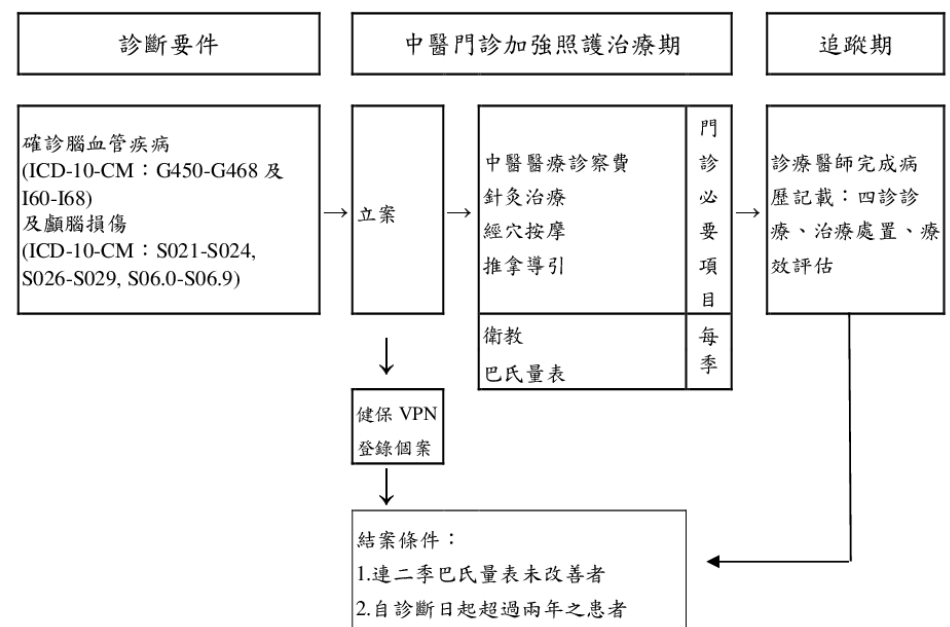 診斷要件
中醫門診加強照護治療期
追蹤期
確診腦血管疾病
(ICD-10-CM：G450-G468 及
I60-I68)
及顱腦損傷
(ICD-10-CM：S021-S024,
S026-S029, S06.0-S06.9)
→
立案
→
中醫醫療診察費
針灸治療
經穴按摩
推拿導引
門診必要項目
衛教
巴氏量表
每季
→
診療醫師完成病
歷記載：四診診
療、治療處置、療
效評估
↓
健保 VPN
登錄個案
↓
結案條件：
1.連二季巴氏量表未改善者
2.自診斷日起超過兩年之患者